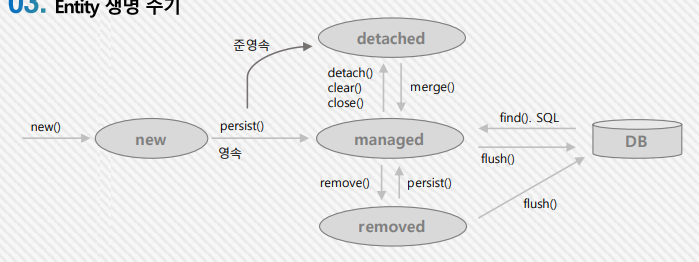 03. Entity 생명 주기
detached
준영속
detach()
clear()
close()
merge()
new()
new
persist()
영속
managed
find(). SQL
flush()
DB
remove()
persist()
flush()
removed